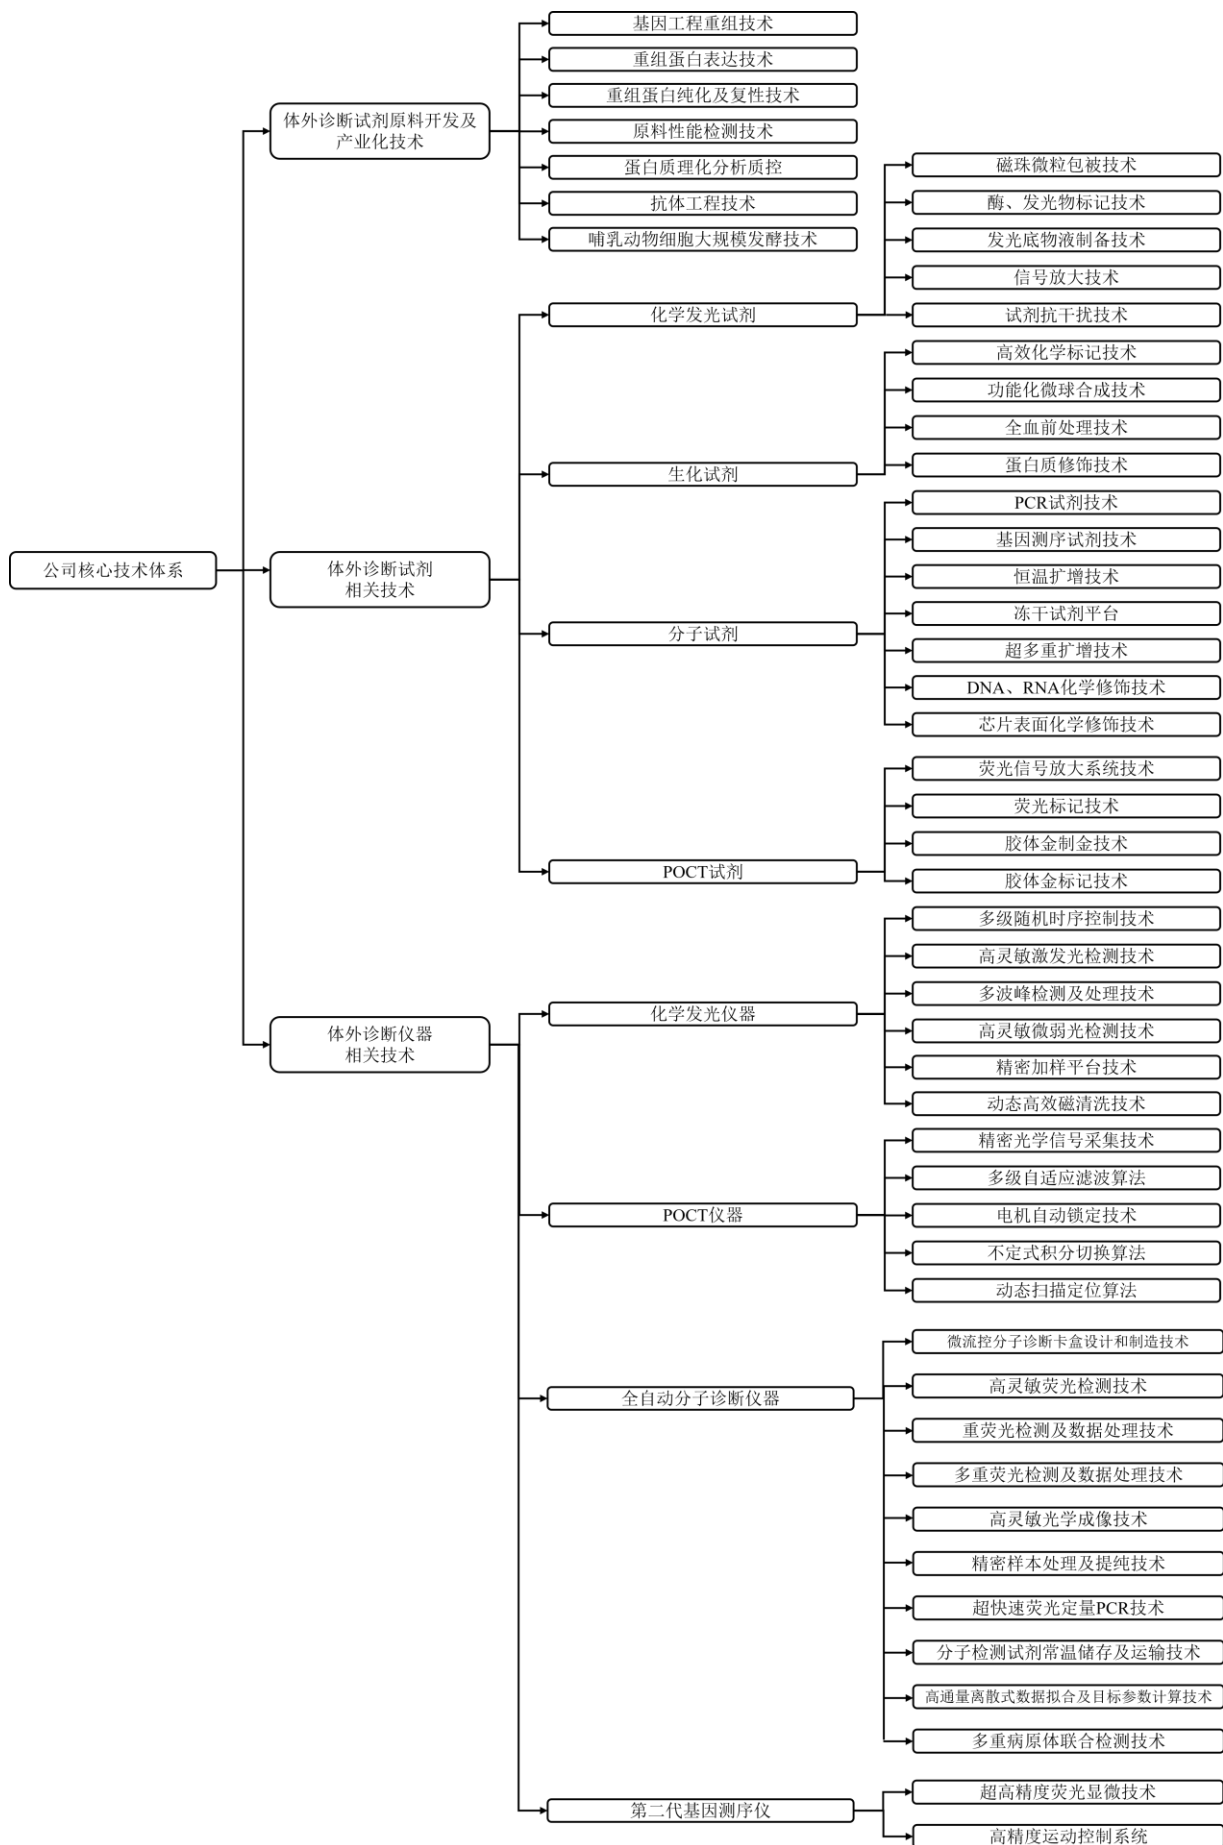 公司核心技术体系
体外诊断试剂原料开发及
产业化技术
基因工程重组技术
重组蛋白表达技术
重组蛋白纯化及复性技术
原料性能检测技术
蛋白质理化分析质控
抗体工程技术
哺乳动物细胞大规模发酵技术
体外诊断试剂
相关技术
化学发光试剂
磁珠微粒包被技术
酶、发光物标记技术
发光底物液制备技术
信号放大技术
试剂抗干扰技术
生化试剂
高效化学标记技术
功能化微球合成技术
全血前处理技术
蛋白质修饰技术
分子试剂
PCR试剂技术
基因测序试剂技术
恒温扩增技术
冻干试剂平台
超多重扩增技术
DNA、RNA化学修饰技术
芯片表面化学修饰技术
POCT试剂
荧光信号放大系统技术
荧光标记技术
胶体金制金技术
胶体金标记技术
体外诊断仪器
相关技术
化学发光仪器
多级随机时序控制技术
高灵敏激发光检测技术
多波峰检测及处理技术
高灵敏微弱光检测技术
精密加样平台技术
动态高效磁清洗技术
POCT仪器
精密光学信号采集技术
多级自适应滤波算法
电机自动锁定技术
不定式积分切换算法
动态扫描定位算法
全自动分子诊断仪器
微流控分子诊断卡盒设计和制造技术
高灵敏荧光检测技术
重荧光检测及数据处理技术
多重荧光检测及数据处理技术
高灵敏光学成像技术
精密样本处理及提纯技术
超快速荧光定量PCR技术
分子检测试剂常温储存及运输技术
高通量离散式数据拟合及目标参数计算技术
多重病原体联合检测技术
第二代基因测序仪
超高精度荧光显微技术
高精度运动控制系统